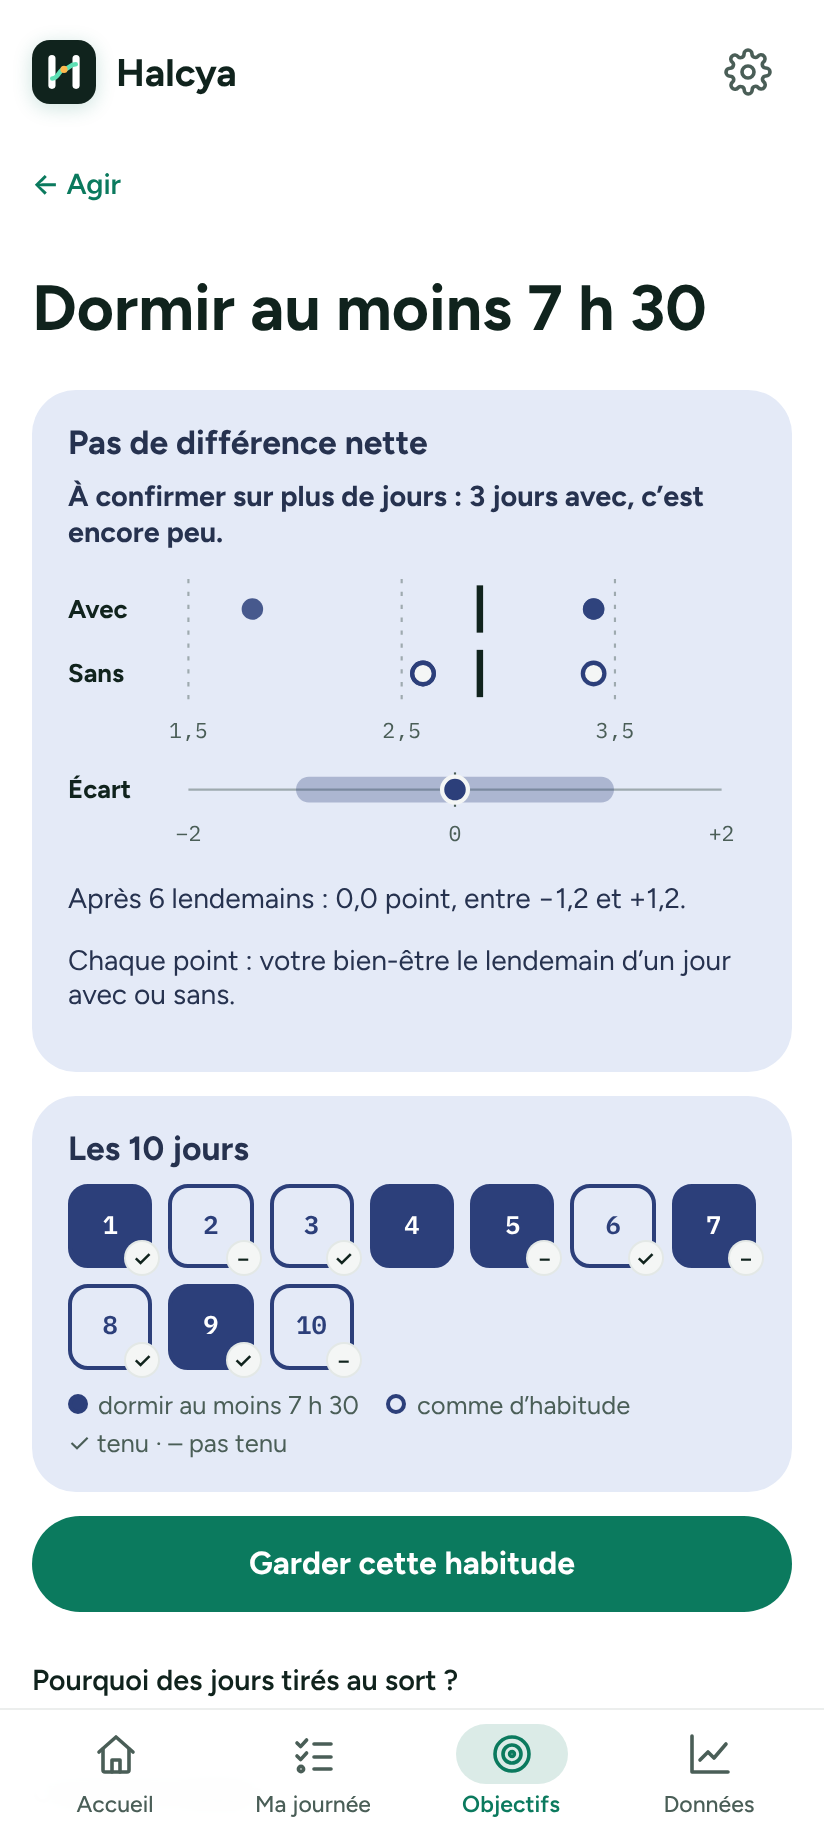 Halcya
← Agir
Dormir au moins 7 h 30
Pas de différence nette
À confirmer sur plus de jours : 3 jours avec, c’est
encore peu.
Avec
Sans
1,5 2,5 3,5
Écart
−2 0 +2
Après 6 lendemains : 0,0 point, entre −1,2 et +1,2.
Chaque point : votre bien-être le lendemain d’un jour
avec ou sans.
Les 10 jours
1 ✓ 2 – 3 ✓ 4 5 – 6 ✓ 7 –
8 ✓ 9 ✓ 10 –
dormir au moins 7 h 30 comme d’habitude
✓ tenu · – pas tenu
Garder cette habitude
Pourquoi des jours tirés au sort ?
Accueil Ma journée Objectifs Données